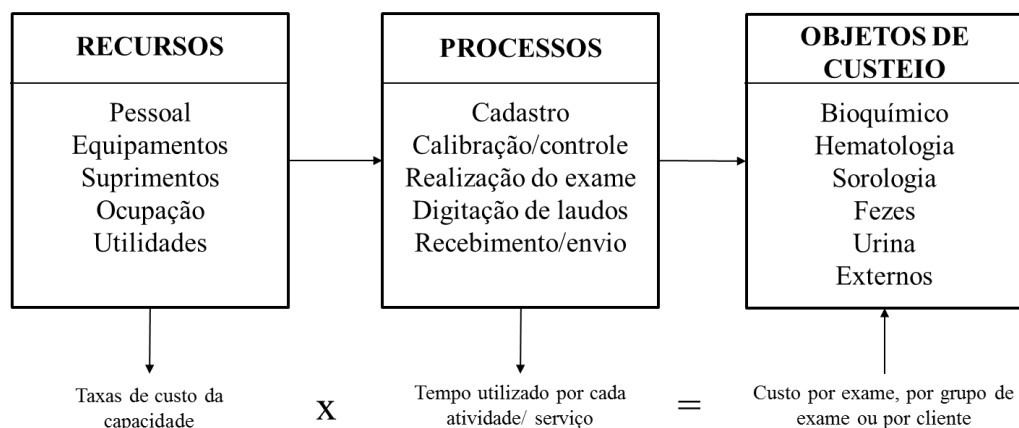 RECURSOS
Pessoal
Equipamentos
Suprimentos
Ocupação
Utilidades
PROCESSOS
Cadastro
Calibração/controle
Realização do exame
Digitação de laudos
Recebimento/envio
OBJETOS DE
CUSTEIO
Bioquímico
Hematologia
Sorologia
Fezes
Urina
Externos
Taxas de custo da
capacidade
x
Tempo utilizado por cada
atividade/ serviço
=
Custo por exame, por grupo de
exame ou por cliente